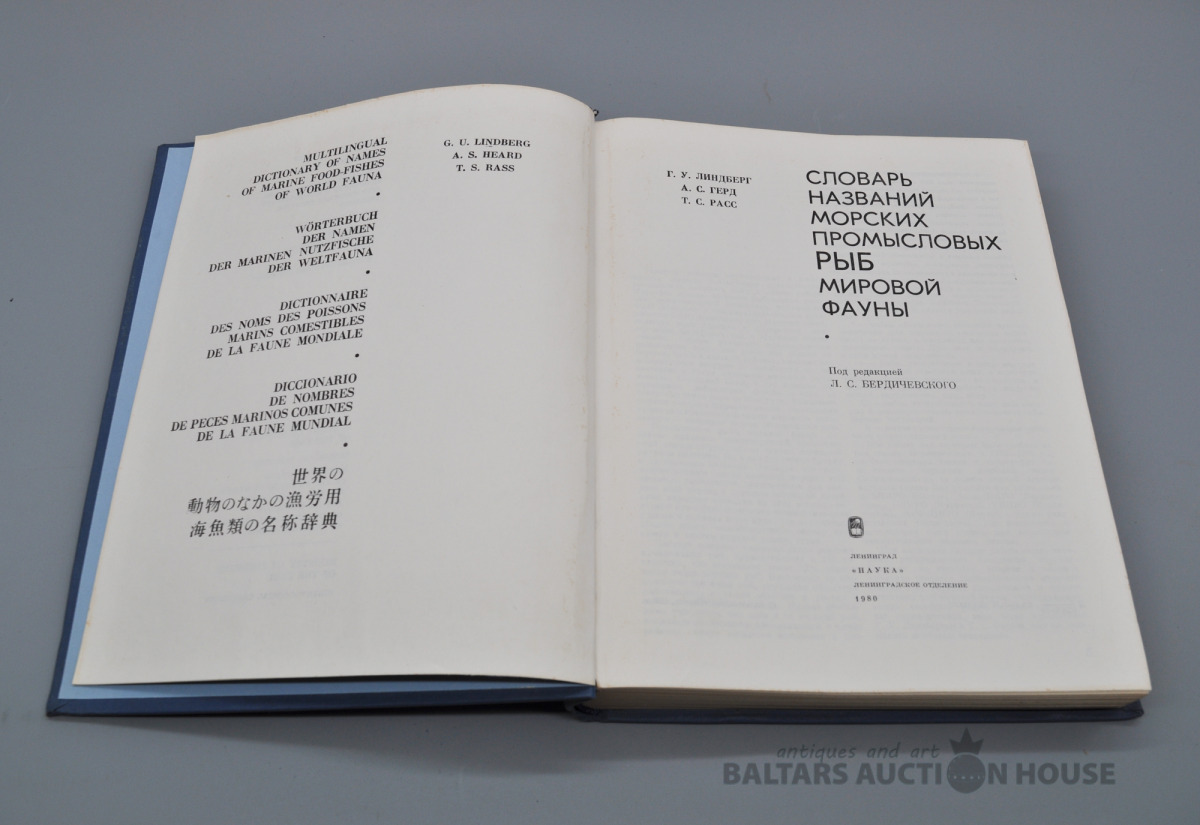 MULTILINGUAL
DICTIONARY OF NAMES
OF MARINE FOOD-FISHES
OF WORLD FAUNA
•
WÖRTERBUCH
DER NAMEN
DER MARINEN NUTZFISCHE
DER WELTFAUNA
•
DICTIONNAIRE
DES NOMS DES POISSONS
MARINS COMESTIBLES
DE LA FAUNE MONDIALE
•
DICCIONARIO
DE NOMBRES
DE PECES MARINOS COMUNES
DE LA FAUNE MUNDIAL
•
世界の
動物のなかの漁労用
海魚類の名称辞典
G. U. LINDBERG
A. S. HEARD
T. S. RASS
Г. У. ЛИНДБЕРГ
А. С. ГЕРД
Т. С. РАСС
СЛОВАРЬ
НАЗВАНИЙ
МОРСКИХ
ПРОМЫСЛОВЫХ
РЫБ
МИРОВОЙ
ФАУНЫ
•
Под редакцией
Л. С. БЕРДИЧЕВСКОГО
ЛЕНИНГРАД
«НАУКА»
ЛЕНИНГРАДСКОЕ ОТДЕЛЕНИЕ
1980
antiques and art
BALTARS AUCTION HOUSE